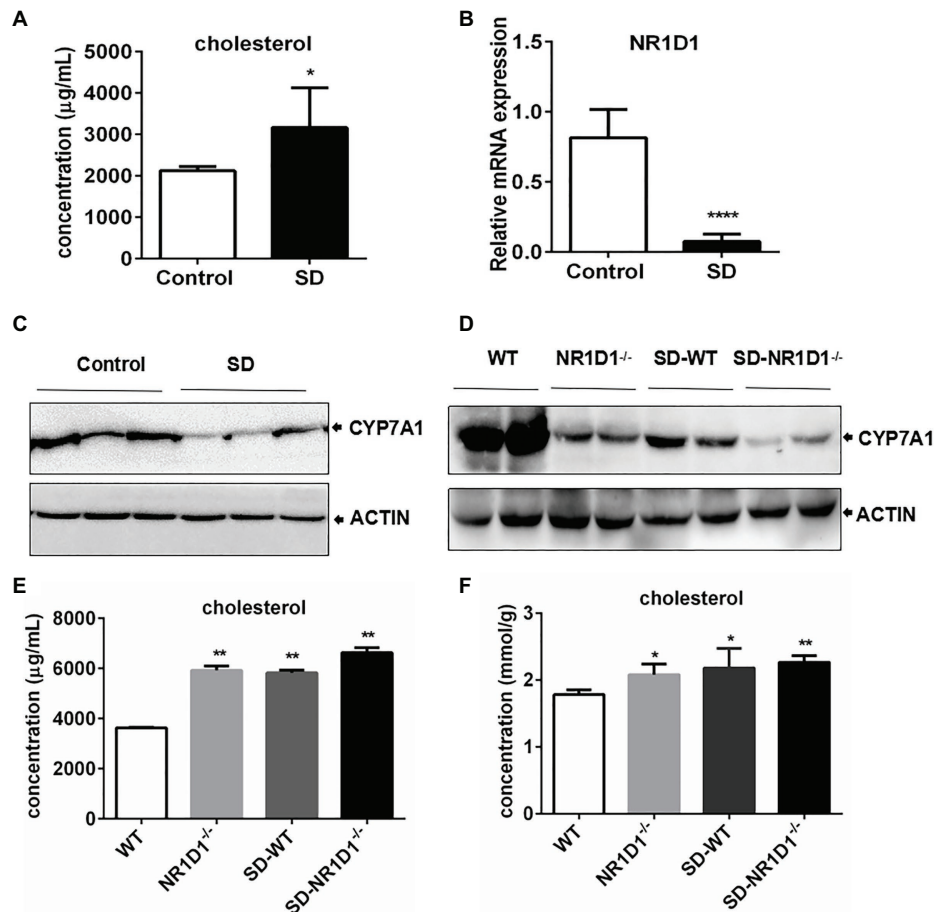 A
cholesterol
concentration (μg/mL)
5000
4000
3000
2000
1000
0
*
Control SD
B
NR1D1
Relative mRNA expression
1.5
1.0
0.5
0.0
****
Control SD
C
Control SD
CYP7A1
ACTIN
D
WT NR1D1-/- SD-WT SD-NR1D1-/-
CYP7A1
ACTIN
E
cholesterol
concentration (μg/mL)
8000
6000
4000
2000
0
** ** **
WT NR1D1-/- SD-WT SD-NR1D1-/-
F
cholesterol
concentration (mmol/g)
3
2
1
0
* * **
WT NR1D1-/- SD-WT SD-NR1D1-/-